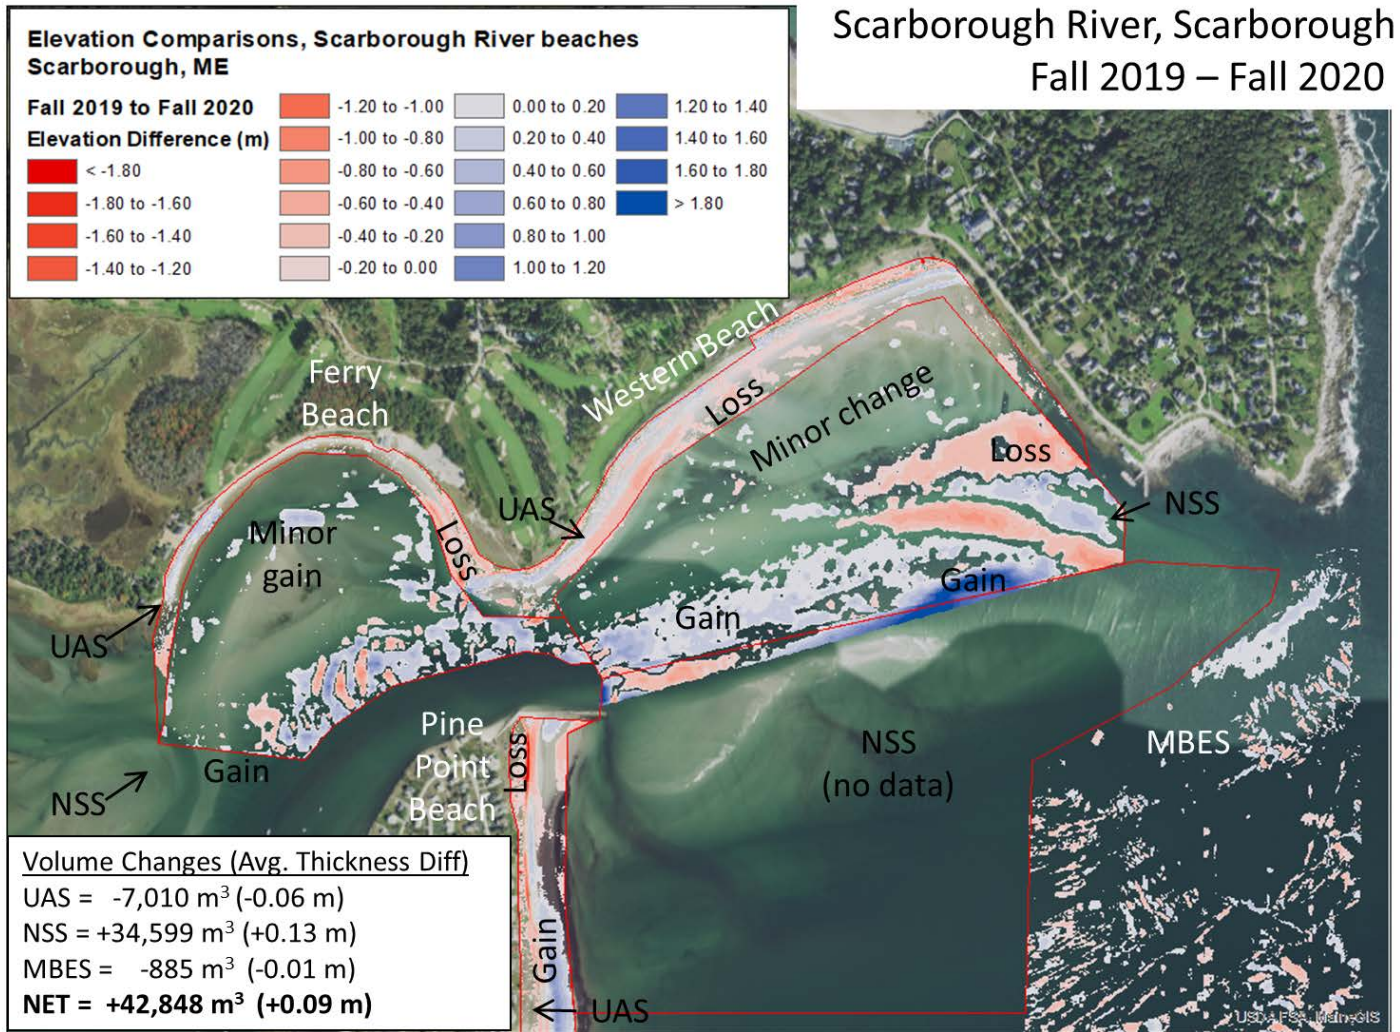 Scarborough River, Scarborough
Fall 2019 – Fall 2020
Elevation Comparisons, Scarborough River beaches
Scarborough, ME
Fall 2019 to Fall 2020
Elevation Difference (m)
< -1.80
-1.80 to -1.60
-1.60 to -1.40
-1.40 to -1.20
-1.20 to -1.00
-1.00 to -0.80
-0.80 to -0.60
-0.60 to -0.40
-0.40 to -0.20
-0.20 to 0.00
0.00 to 0.20
0.20 to 0.40
0.40 to 0.60
0.60 to 0.80
0.80 to 1.00
1.00 to 1.20
1.20 to 1.40
1.40 to 1.60
1.60 to 1.80
> 1.80
Ferry
Beach
Western Beach
Loss
Minor change
Loss
UAS
NSS
Minor
gain
Loss
Gain
Gain
UAS
Pine
Point
Beach
Loss
NSS
(no data)
MBES
Gain
NSS
Gain
UAS
Volume Changes (Avg. Thickness Diff)
UAS = -7,010 m³ (-0.06 m)
NSS = +34,599 m³ (+0.13 m)
MBES = -885 m³ (-0.01 m)
NET = +42,848 m³ (+0.09 m)